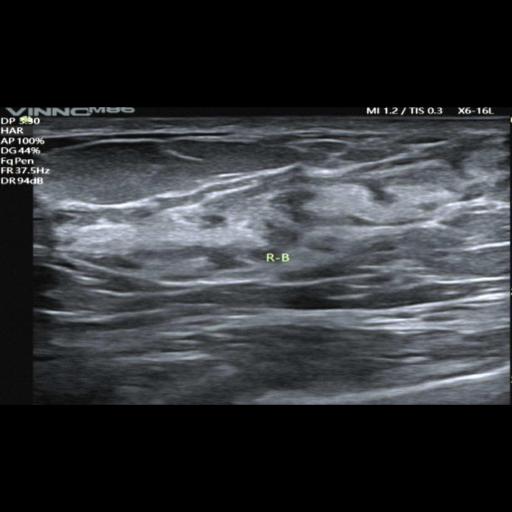 VINNO M86 MI 1.2 / TIS 0.3 X6-16L
HAR
AP 100%
DG 44%
Fq Pen
FR 37.5Hz
DR 94dB
R-B